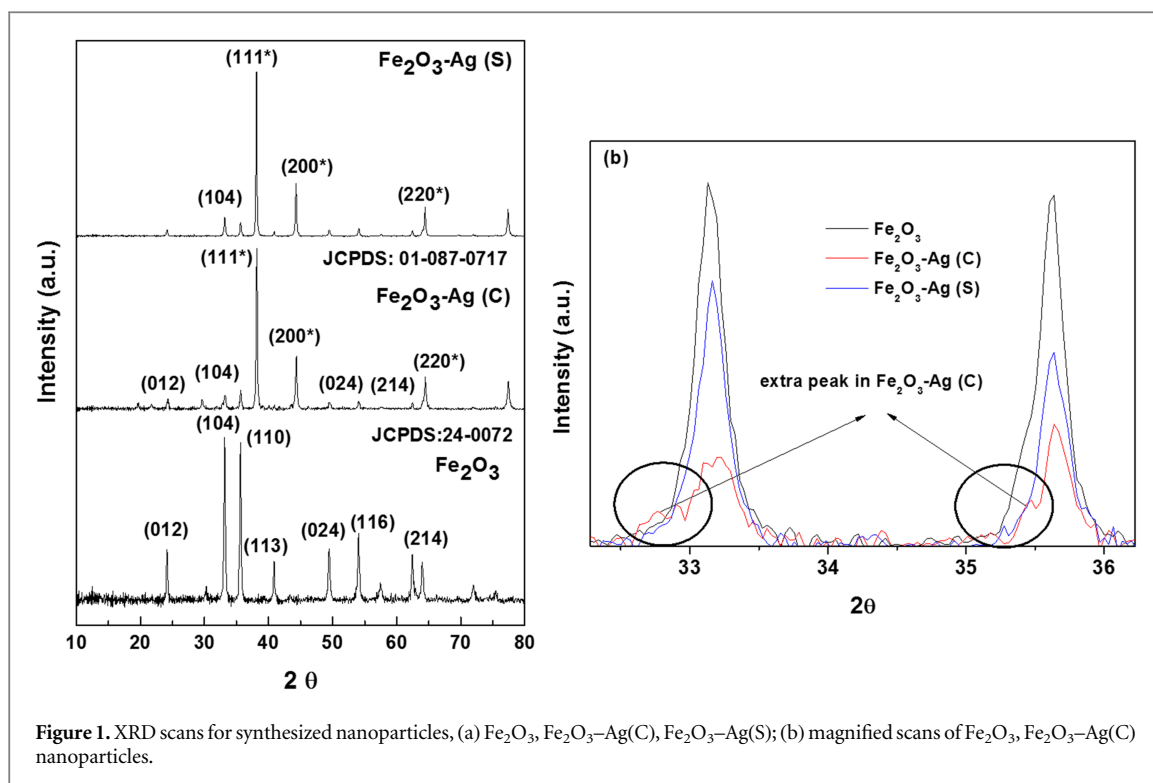 Fe₂O₃-Ag (S)
(111*)
(200*)
(104)
(220*)
JCPDS: 01-087-0717
(111*)
Fe₂O₃-Ag (C)
(200*)
(012)
(104)
(024)
(214)
(220*)
JCPDS:24-0072
(104)
(110)
Fe₂O₃
(012)
(113)
(024)
(116)
(214)
Intensity (a.u.)
10 20 30 40 50 60 70 80
2 θ
(b)
Fe₂O₃
Fe₂O₃-Ag (C)
Fe₂O₃-Ag (S)
extra peak in Fe₂O₃-Ag (C)
Intensity (a.u.)
33 34 35 36
2θ
Figure 1. XRD scans for synthesized nanoparticles, (a) Fe₂O₃, Fe₂O₃–Ag(C), Fe₂O₃–Ag(S); (b) magnified scans of Fe₂O₃, Fe₂O₃–Ag(C)
nanoparticles.